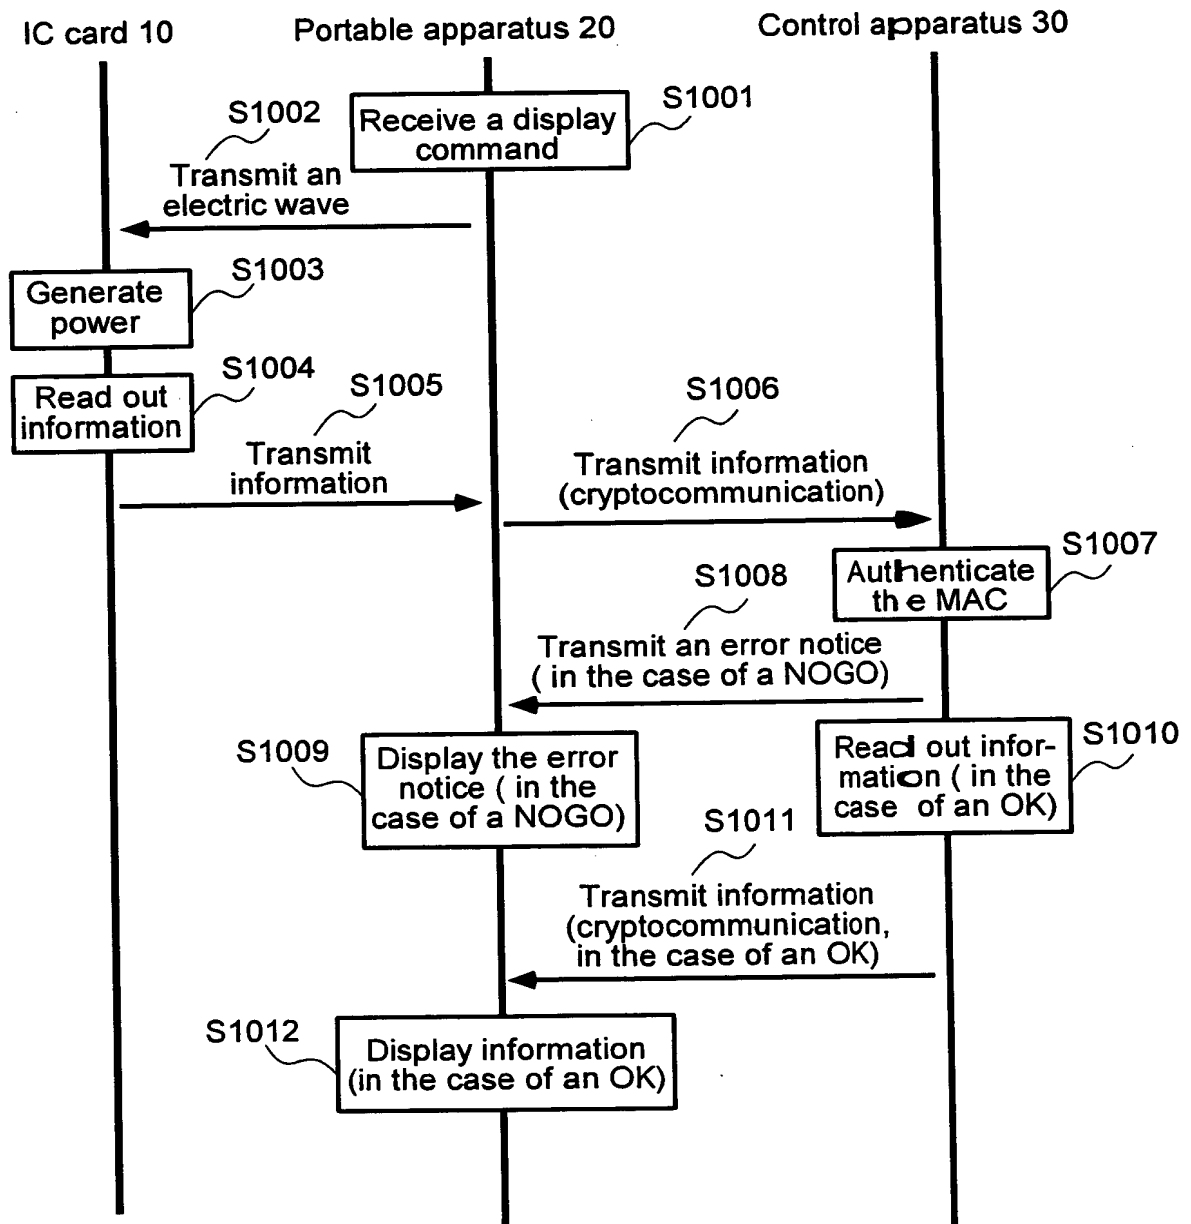 IC card 10
Portable apparatus 20
Control apparatus 30
S1001
Receive a display
command
S1002
Transmit an
electric wave
S1003
Generate
power
S1004
Read out
information
S1005
Transmit
information
S1006
Transmit information
(cryptocommunication)
S1007
Authenticate
the MAC
S1008
Transmit an error notice
( in the case of a NOGO)
S1009
Display the error
notice ( in the
case of a NOGO)
S1010
Read out infor-
mation ( in the
case of an OK)
S1011
Transmit information
(cryptocommunication,
in the case of an OK)
S1012
Display information
(in the case of an OK)